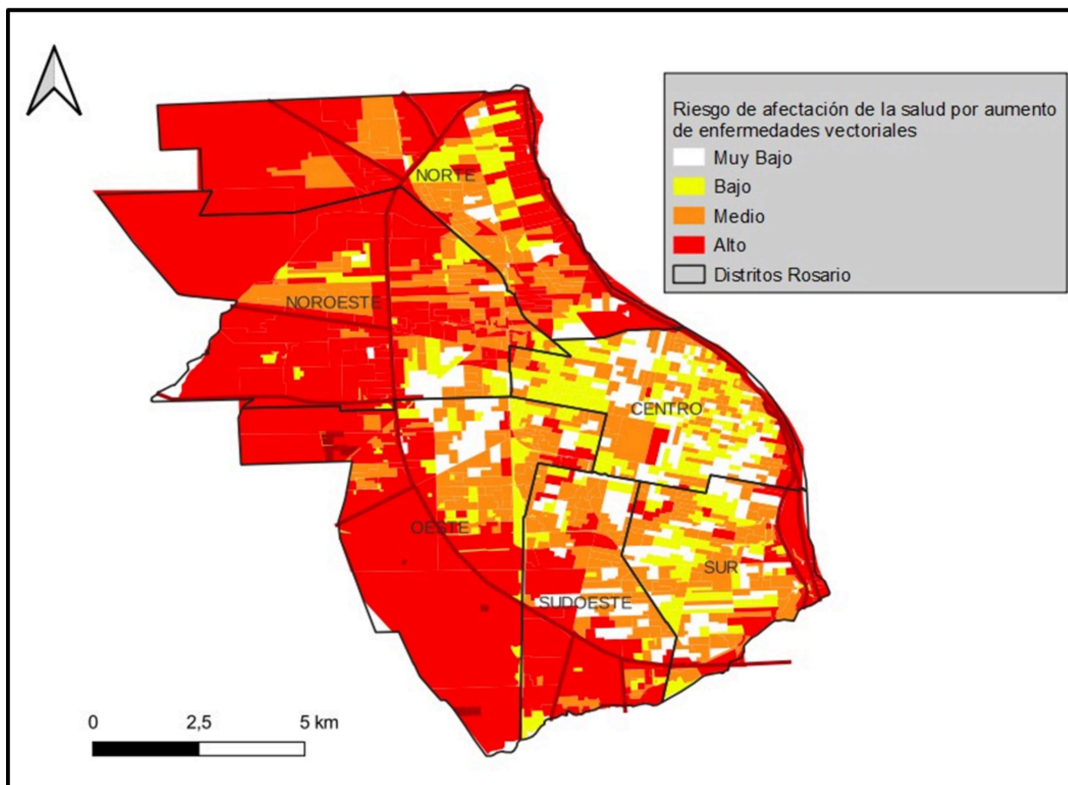 Riesgo de afectación de la salud por aumento
de enfermedades vectoriales
Muy Bajo
Bajo
Medio
Alto
Distritos Rosario
NORTE
NOROESTE
CENTRO
OESTE
SUR
SUDOESTE
0 2,5 5 km